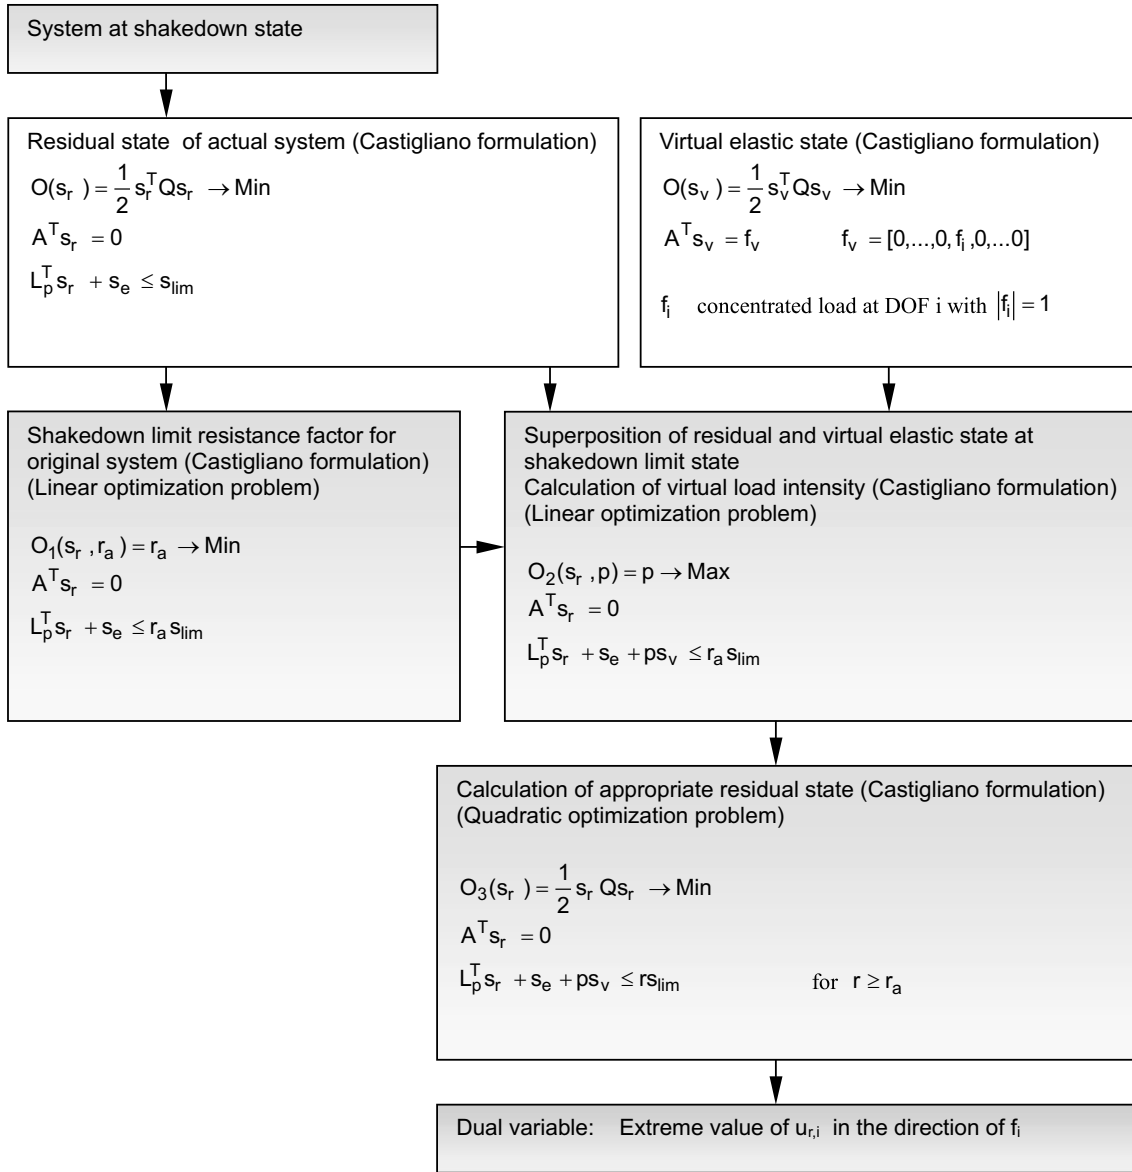 System at shakedown state
Residual state of actual system (Castigliano formulation)
O(s_r) = 1/2 s_r^T Q s_r → Min
A^T s_r = 0
L_p^T s_r + s_e ≤ s_lim
Virtual elastic state (Castigliano formulation)
O(s_v) = 1/2 s_v^T Q s_v → Min
A^T s_v = f_v f_v = [0,...,0, f_i, 0,...0]
f_i concentrated load at DOF i with |f_i| = 1
Shakedown limit resistance factor for
original system (Castigliano formulation)
(Linear optimization problem)
O_1(s_r, r_a) = r_a → Min
A^T s_r = 0
L_p^T s_r + s_e ≤ r_a s_lim
Superposition of residual and virtual elastic state at
shakedown limit state
Calculation of virtual load intensity (Castigliano formulation)
(Linear optimization problem)
O_2(s_r, p) = p → Max
A^T s_r = 0
L_p^T s_r + s_e + ps_v ≤ r_a s_lim
Calculation of appropriate residual state (Castigliano formulation)
(Quadratic optimization problem)
O_3(s_r) = 1/2 s_r Q s_r → Min
A^T s_r = 0
L_p^T s_r + s_e + ps_v ≤ rs_lim for r ≥ r_a
Dual variable: Extreme value of u_r,i in the direction of f_i